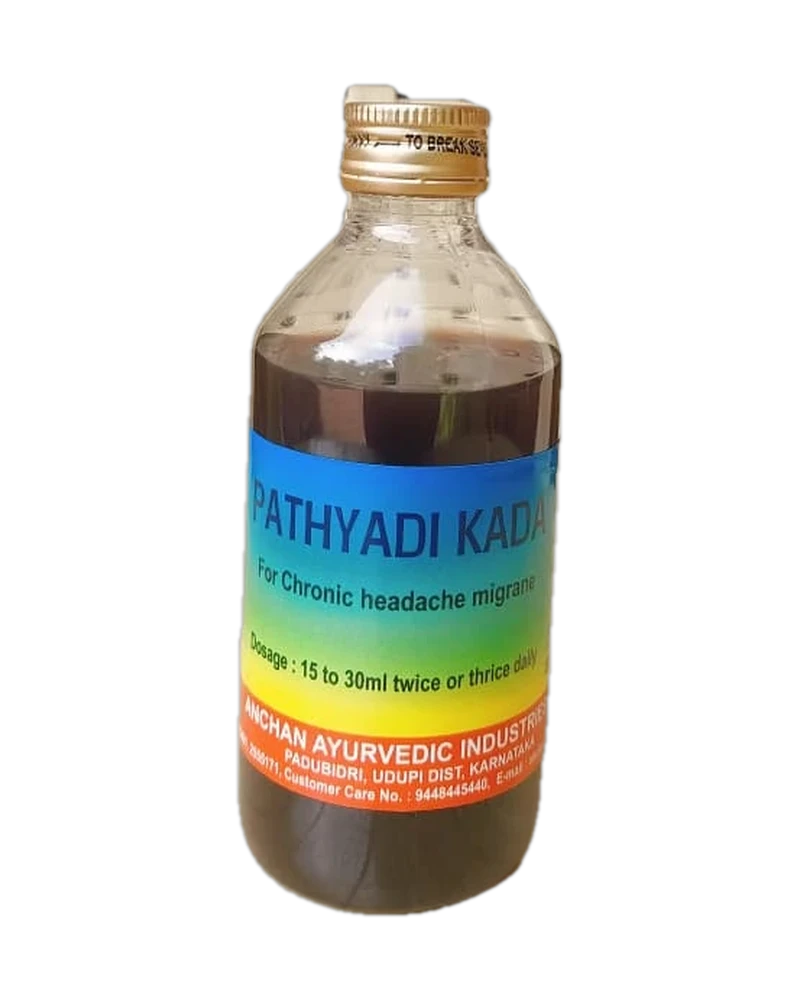 TO BREAK SE
PATHYADI KADA
For Chronic headache migrane
Dosage : 15 to 30ml twice or thrice daily
ANCHAN AYURVEDIC INDUSTRIES
PADUBIDRI, UDUPI DIST, KARNATAKA
Customer Care No. : 9448445440, E-mail :